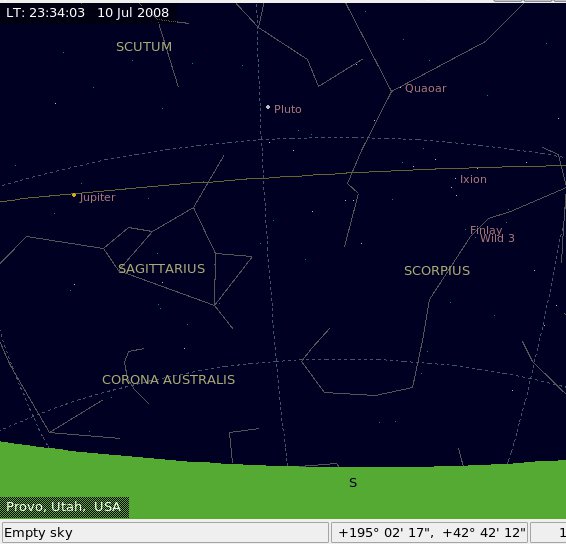 LT: 23:34:03   10 Jul 2008
SCUTUM
Quaoar
Pluto
Ixion
Jupiter
Finlay
Wild 3
SAGITTARIUS
SCORPIUS
CORONA AUSTRALIS
S
Provo, Utah,  USA
Empty sky
+195° 02' 17",  +42° 42' 12"
1